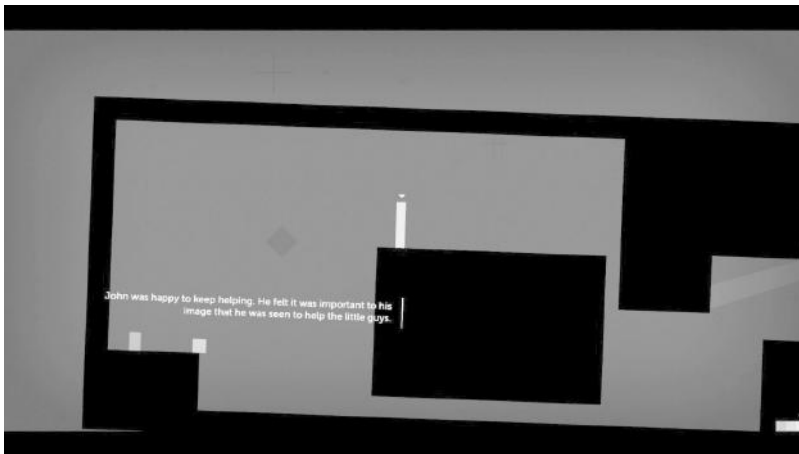 John was happy to keep helping. He felt it was important to his
image that he was seen to help the little guys.